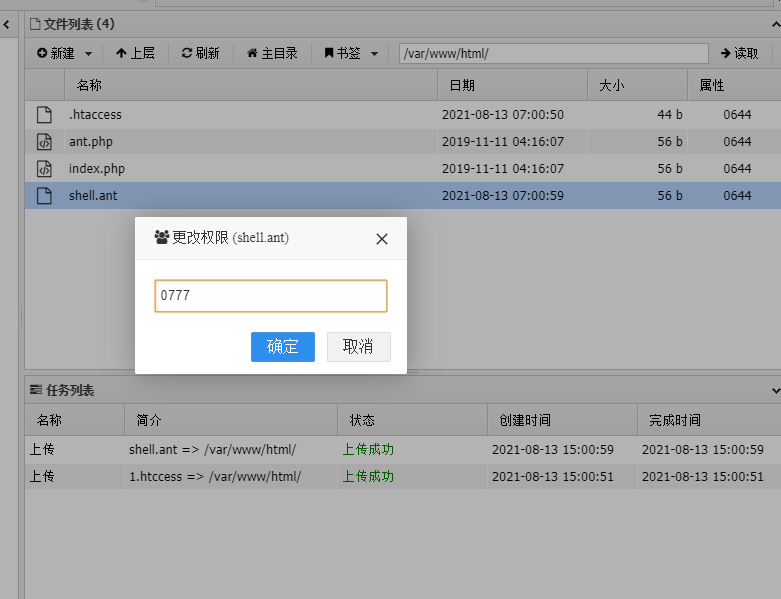 文件列表 (4)
新建 上层 刷新 主目录 书签 /var/www/html/ 读取
名称 日期 大小 属性
.htaccess 2021-08-13 07:00:50 44 b 0644
ant.php 2019-11-11 04:16:07 56 b 0644
index.php 2019-11-11 04:16:07 56 b 0644
shell.ant 2021-08-13 07:00:59 56 b 0644
更改权限 (shell.ant)
0777
确定 取消
任务列表
名称 简介 状态 创建时间 完成时间
上传 shell.ant => /var/www/html/ 上传成功 2021-08-13 15:00:59 2021-08-13 15:00:59
上传 1.htccess => /var/www/html/ 上传成功 2021-08-13 15:00:51 2021-08-13 15:00:51